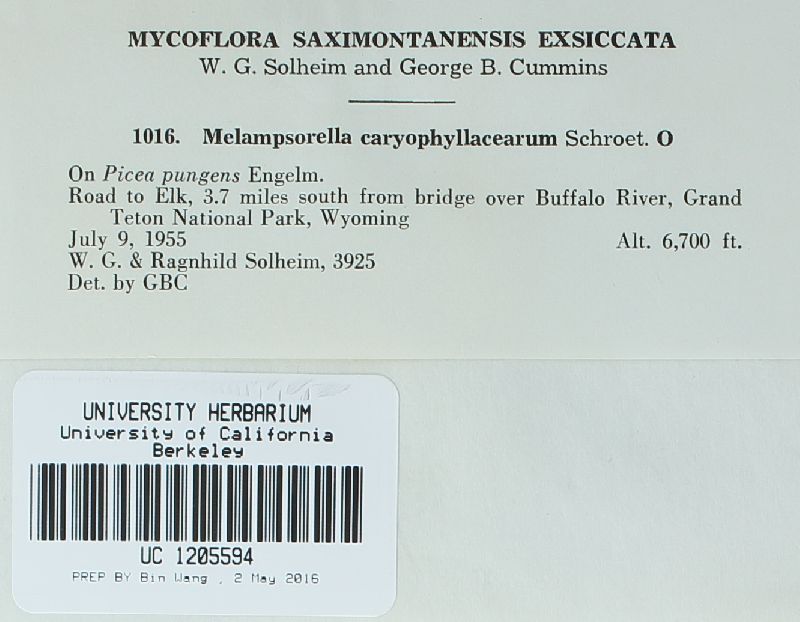 MYCOFLORA SAXIMONTANENSIS EXSICCATA
W. G. Solheim and George B. Cummins
1016. Melampsorella caryophyllacearum Schroet. O
On Picea pungens Engelm.
Road to Elk, 3.7 miles south from bridge over Buffalo River, Grand
Teton National Park, Wyoming
July 9, 1955 Alt. 6,700 ft.
W. G. & Ragnhild Solheim, 3925
Det. by GBC
UNIVERSITY HERBARIUM
University of California
Berkeley
UC 1205594
PREP BY Bin Wang , 2 May 2016